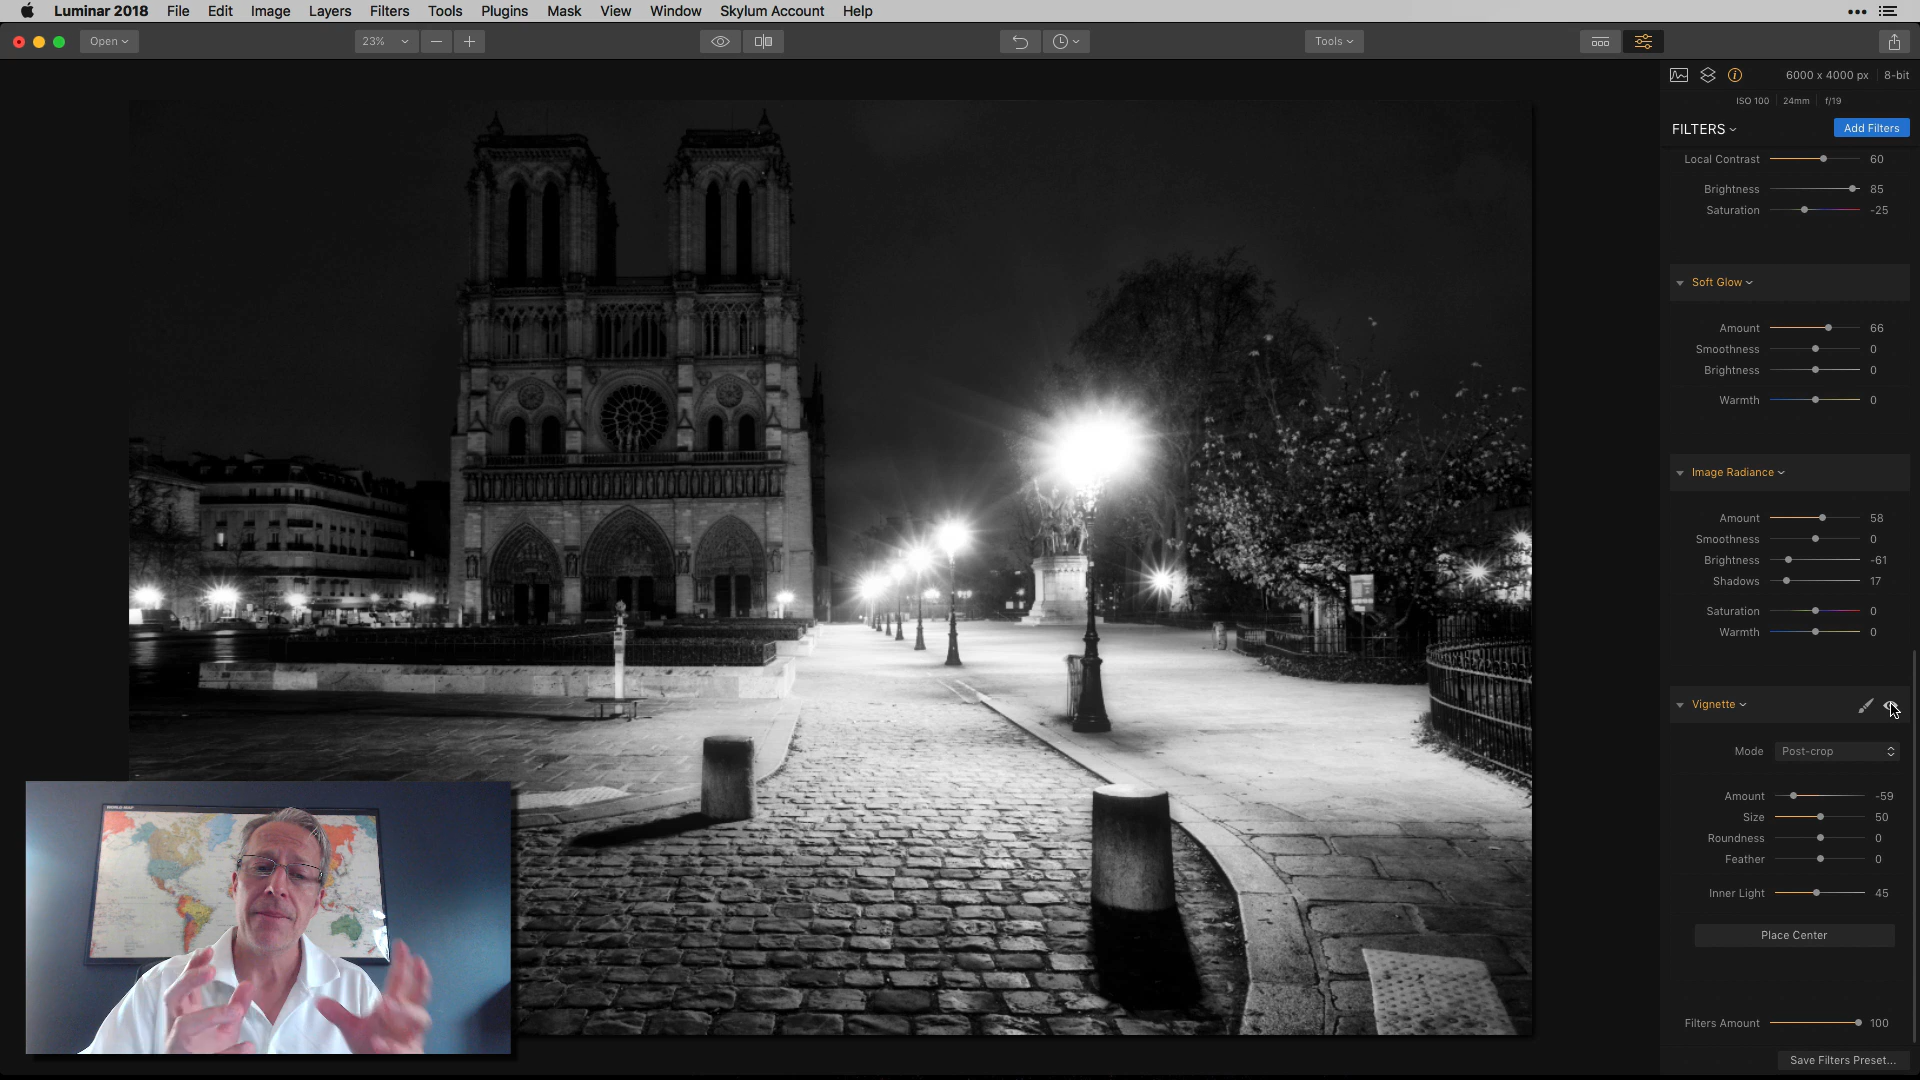 Luminar 2018 File Edit Image Layers Filters Tools Plugins Mask View Window Skylum Account Help
Open 23% Tools
6000 x 4000 px 8-bit
ISO 100 24mm f/19
FILTERS Add Filters
Local Contrast 60
Brightness 85
Saturation -25
Soft Glow
Amount 66
Smoothness 0
Brightness 0
Warmth 0
Image Radiance
Amount 58
Smoothness 0
Brightness -61
Shadows 17
Saturation 0
Warmth 0
Vignette
Mode Post-crop
Amount -59
Size 50
Roundness 0
Feather 0
Inner Light 45
Place Center
Filters Amount 100
Save Filters Preset...
WORLD MAP